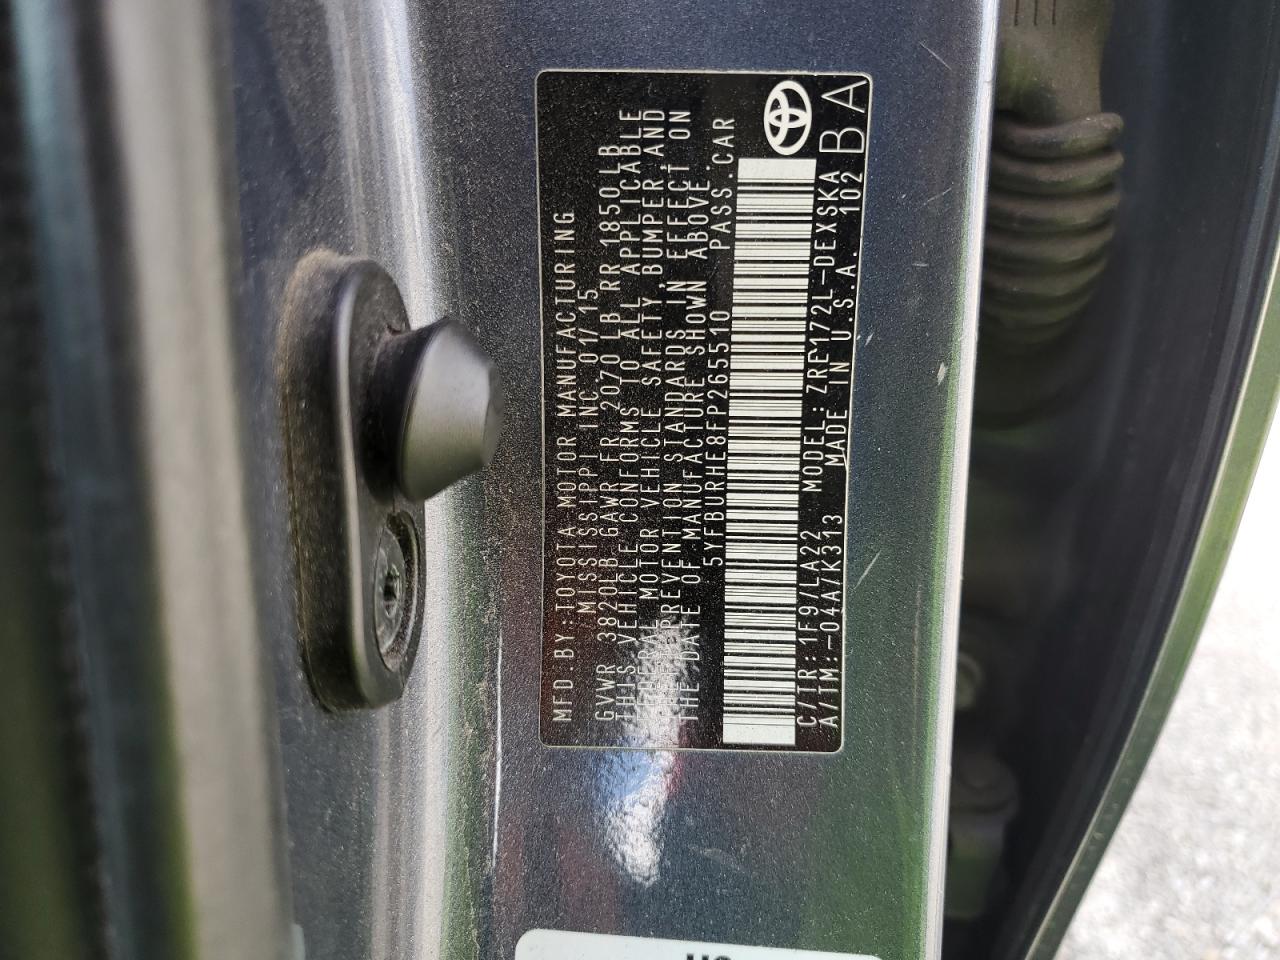 MFD.BY:TOYOTA MOTOR MANUFACTURING
,MISSISSIPPI INC.01/15
GVWR 3820LB GAWR FR 2070 LB RR 1850 LB
THIS VEHICLE CONFORMS TO ALL APPLICABLE
FEDERAL MOTOR VEHICLE SAFETY,BUMPER,AND
THEFT PREVENTION STANDARDS IN EFFECT ON
THE DATE OF MANUFACTURE SHOWN ABOVE.
5YFBURHE8FP265510 PASS.CAR
C/TR:1F9/LA22 MODEL:ZRE172L-DEXSKA
A/TM:-04A/K313 MADE IN U.S.A. 102 BA